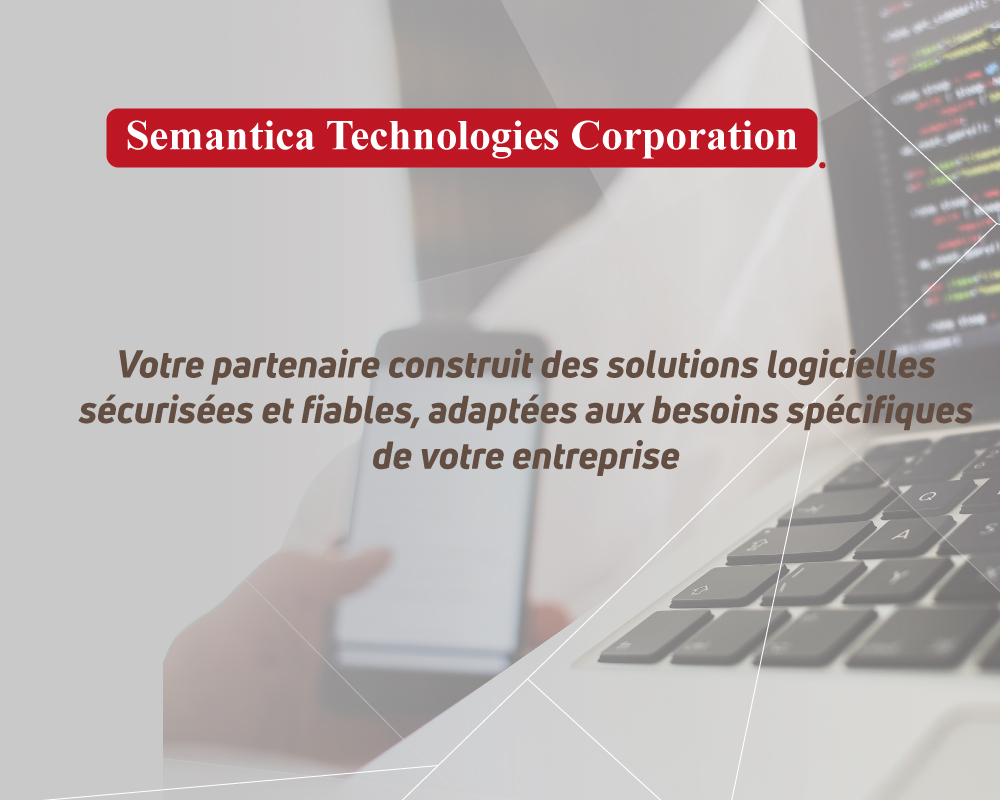 Semantica Technologies Corporation
Votre partenaire construit des solutions logicielles
sécurisées et fiables, adaptées aux besoins spécifiques
de votre entreprise
Q
A
S
Y